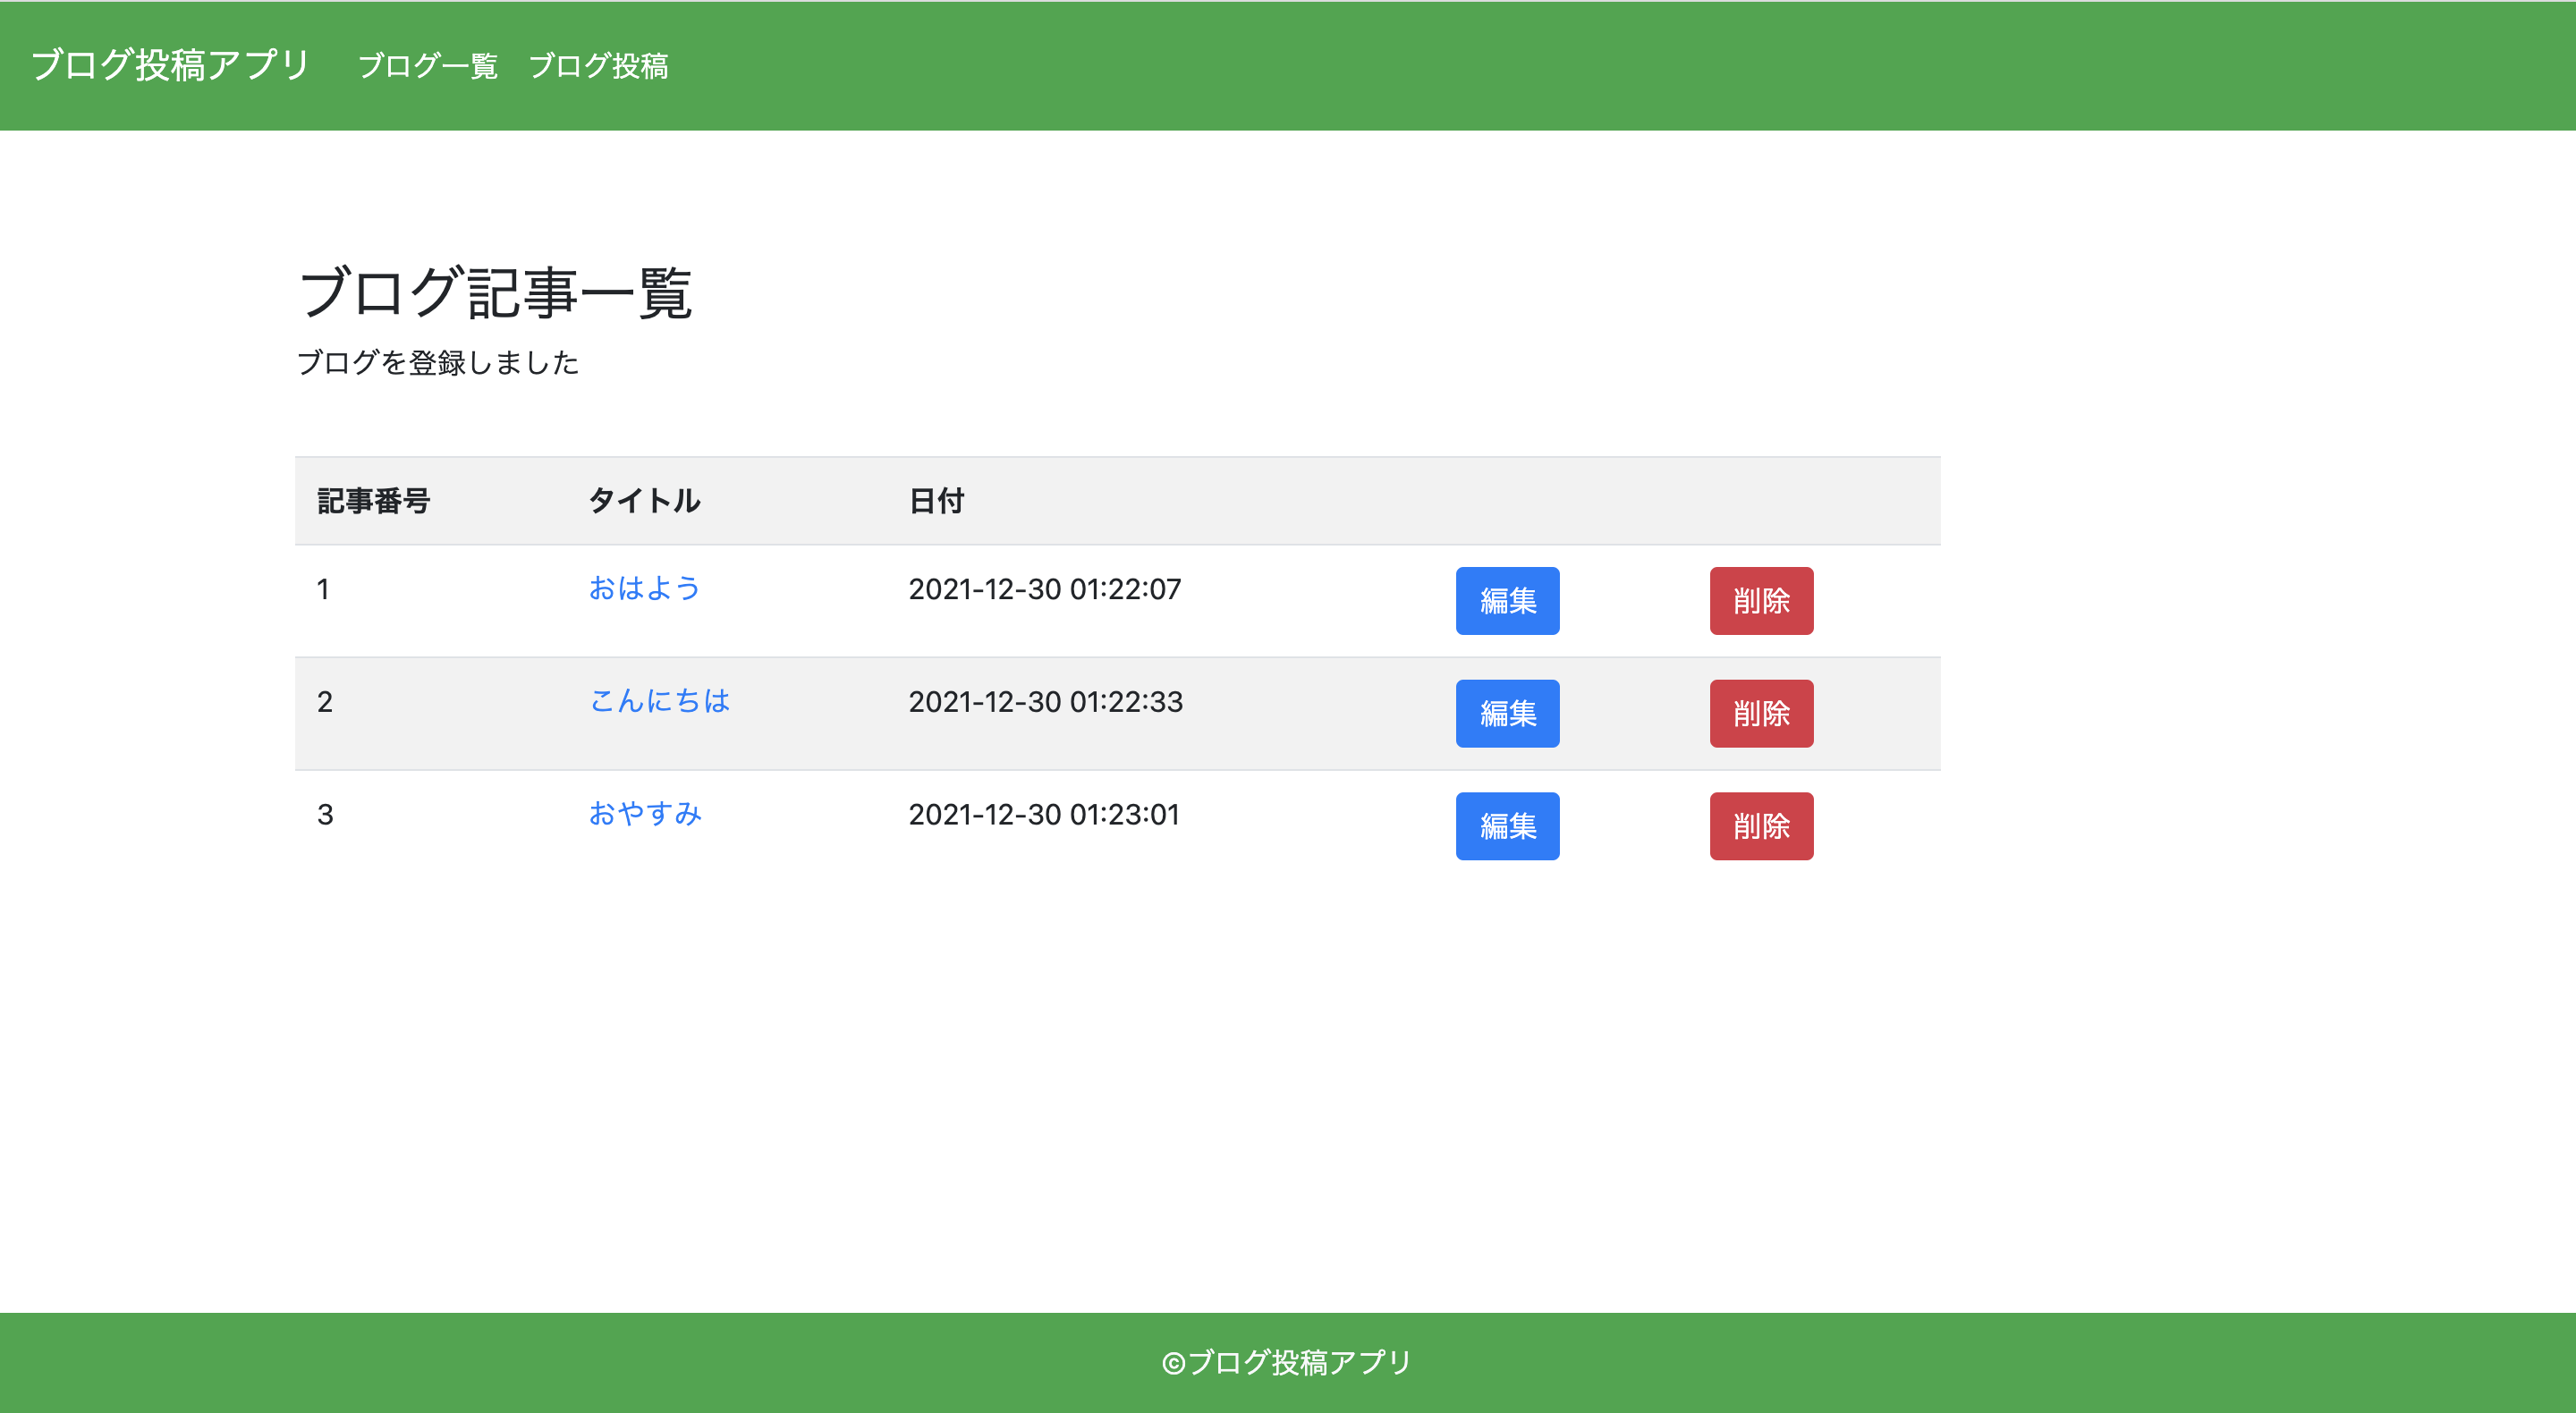 ブログ投稿アプリ ブログ一覧 ブログ投稿
ブログ記事一覧
ブログを登録しました
記事番号 タイトル 日付
1 おはよう 2021-12-30 01:22:07 編集 削除
2 こんにちは 2021-12-30 01:22:33 編集 削除
3 おやすみ 2021-12-30 01:23:01 編集 削除
©ブログ投稿アプリ